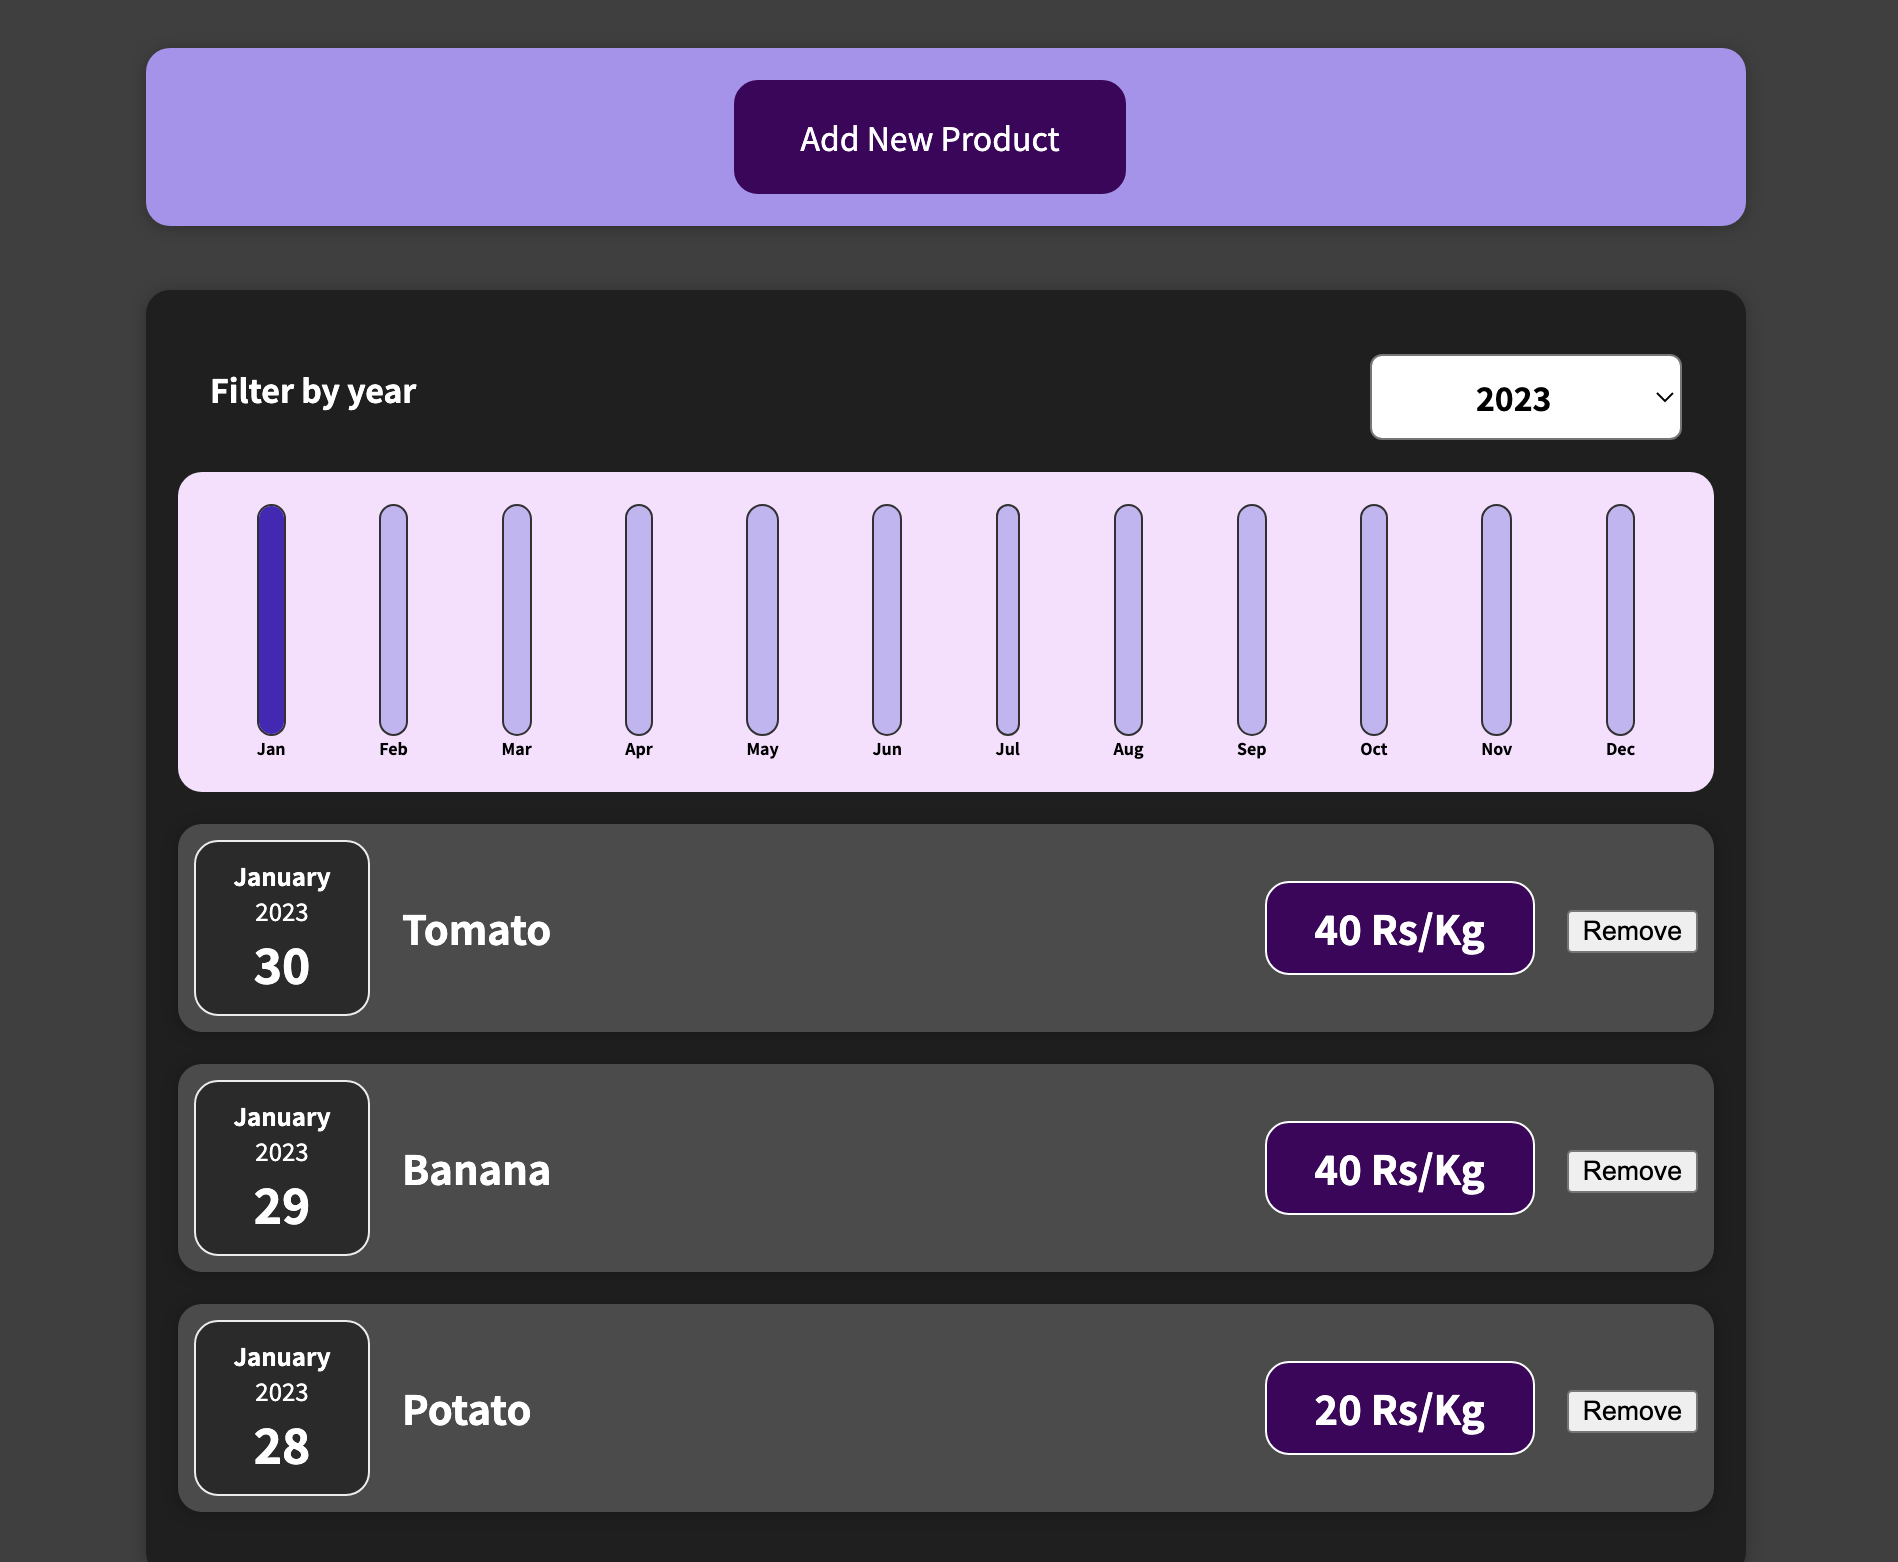 Add New Product
Filter by year
2023
Jan Feb Mar Apr May Jun Jul Aug Sep Oct Nov Dec
January
2023
30
Tomato
40 Rs/Kg
Remove
January
2023
29
Banana
40 Rs/Kg
Remove
January
2023
28
Potato
20 Rs/Kg
Remove